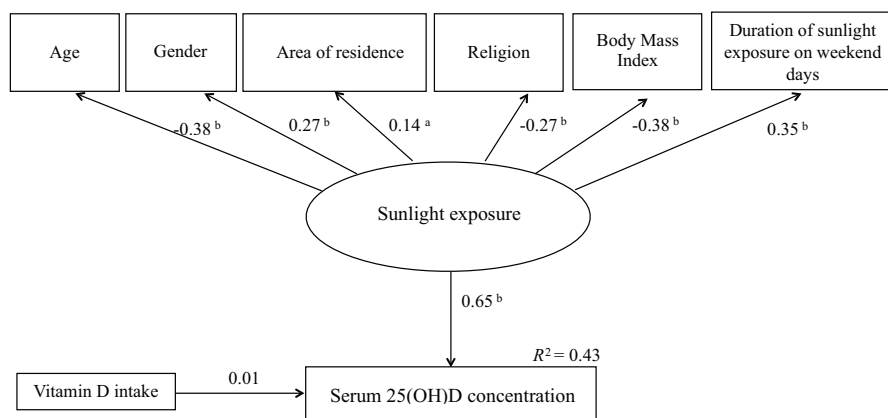 Age
Gender
Area of residence
Religion
Body Mass
Index
Duration of sunlight
exposure on weekend
days
-0.38 b
0.27 b
0.14 a
-0.27 b
-0.38 b
0.35 b
Sunlight exposure
0.65 b
R2 = 0.43
Vitamin D intake
0.01
Serum 25(OH)D concentration